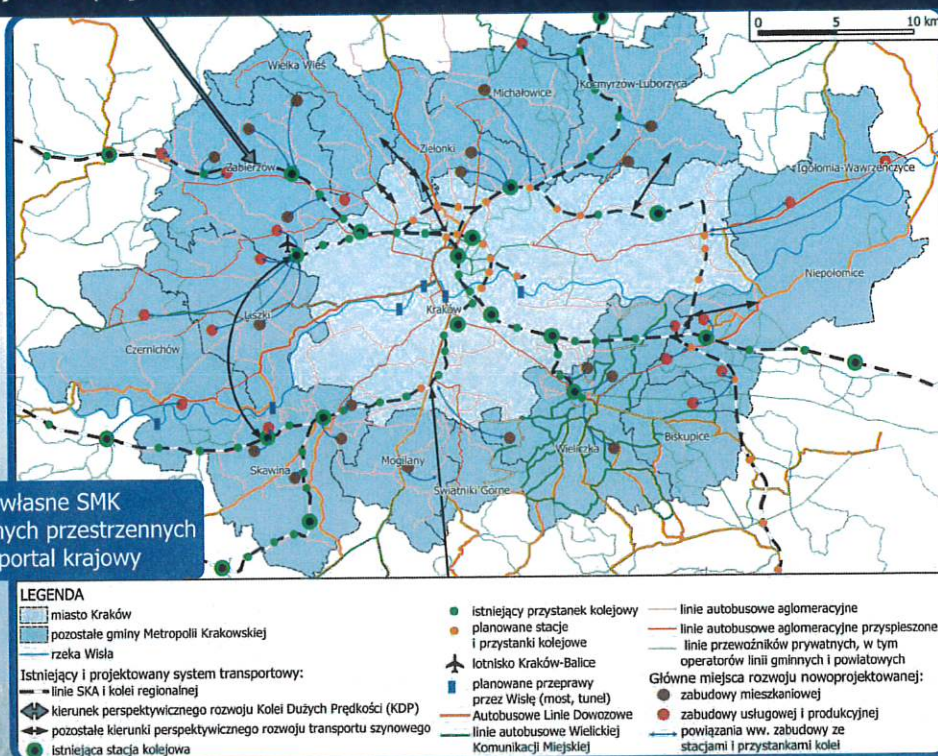 0 5 10 km
Wielka Wieś
Michałowice
Kocmyrzów-Luborzyca
Zielonki
Zabierzów
Igołomia-Wawrzeńczyce
Niepołomice
Liszki
Kraków
Czernichów
Wieliczka
Biskupice
Skawina
Mogilany
Świątniki Górne
własne SMK
nych przestrzennych
portal krajowy
LEGENDA
miasto Kraków
pozostałe gminy Metropolii Krakowskiej
rzeka Wisła
Istniejący i projektowany system transportowy:
linie SKA i kolei regionalnej
kierunek perspektywicznego rozwoju Kolei Dużych Prędkości (KDP)
pozostałe kierunki perspektywicznego rozwoju transportu szynowego
istniejąca stacja kolejowa
istniejący przystanek kolejowy
planowane stacje
i przystanki kolejowe
lotnisko Kraków-Balice
planowane przeprawy
przez Wisłę (most, tunel)
Autobusowe Linie Dowozowe
linie autobusowe Wielickiej
Komunikacji Miejskiej
linie autobusowe aglomeracyjne
linie autobusowe aglomeracyjne przyspieszone
linie przewoźników prywatnych, w tym
operatorów linii gminnych i powiatowych
Główne miejsca rozwoju nowoprojektowanej:
zabudowy mieszkaniowej
zabudowy usługowej i produkcyjnej
powiązania ww. zabudowy ze
stacjami i przystankami kolei